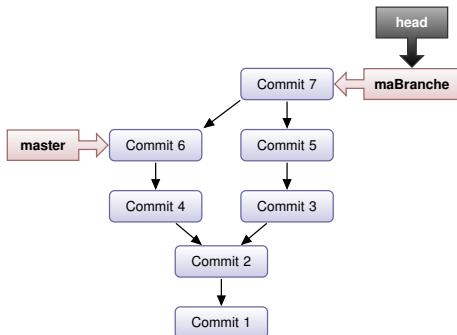 head
Commit 7
maBranche
master
Commit 6
Commit 5
Commit 4
Commit 3
Commit 2
Commit 1